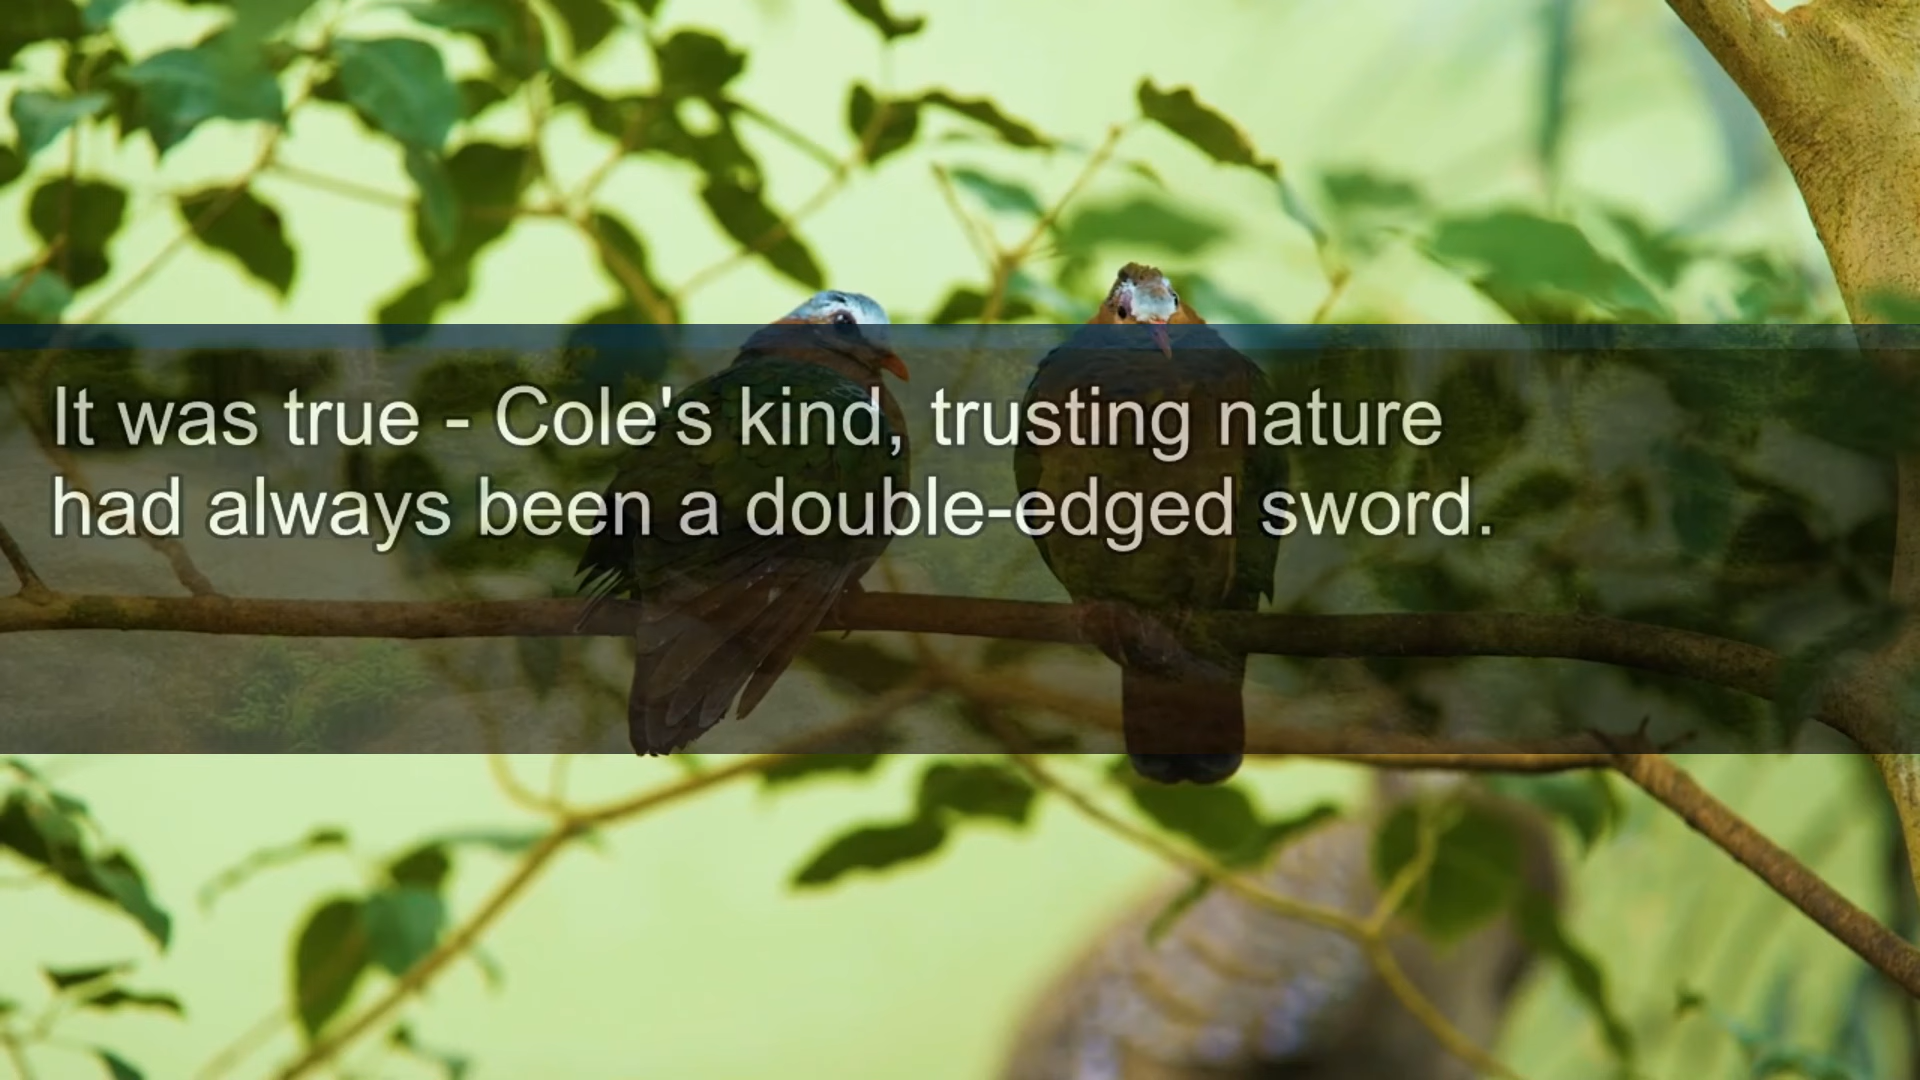 It was true - Cole's kind, trusting nature
had always been a double-edged sword.